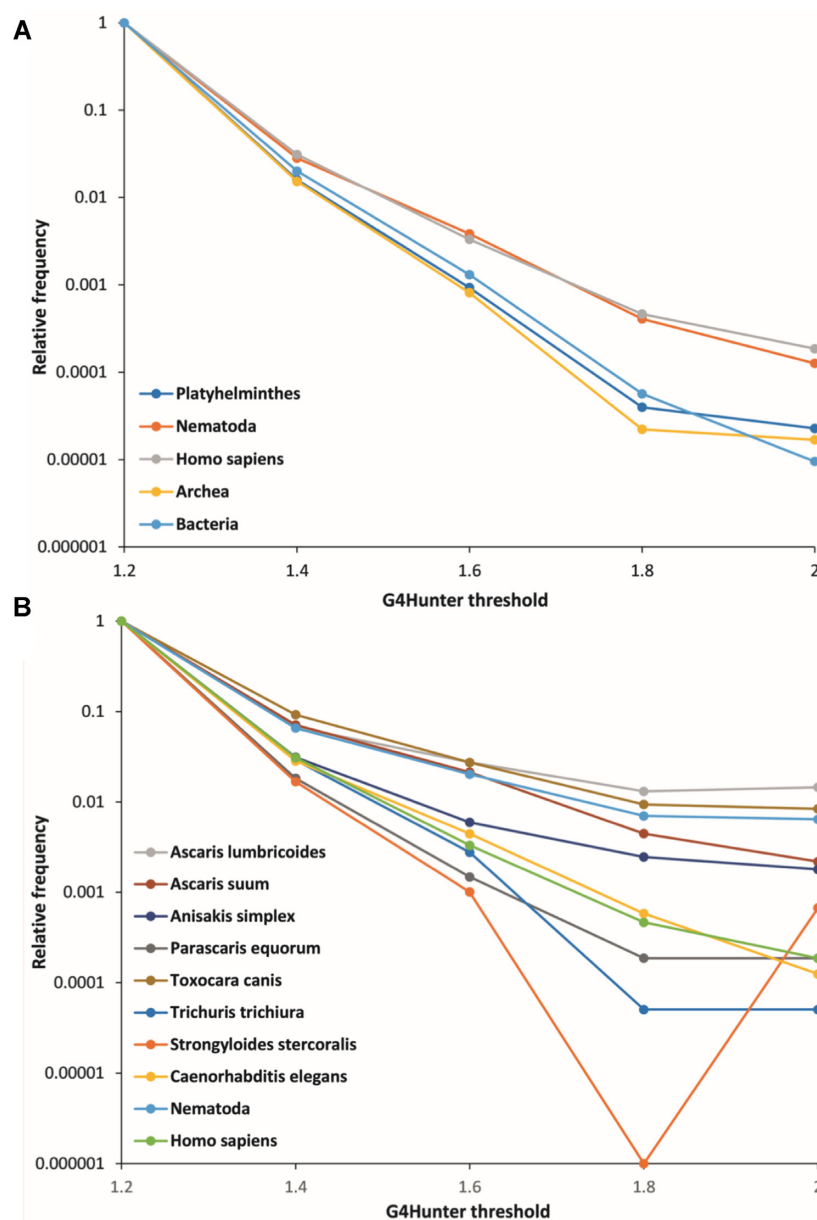 A
1
0.1
0.01
0.001
0.0001
0.00001
0.000001
Relative frequency
Platyhelminthes
Nematoda
Homo sapiens
Archea
Bacteria
1.2 1.4 1.6 1.8 2
G4Hunter threshold
B
1
0.1
0.01
0.001
0.0001
0.00001
0.000001
Relative frequency
Ascaris lumbricoides
Ascaris suum
Anisakis simplex
Parascaris equorum
Toxocara canis
Trichuris trichiura
Strongyloides stercoralis
Caenorhabditis elegans
Nematoda
Homo sapiens
1.2 1.4 1.6 1.8 2
G4Hunter threshold